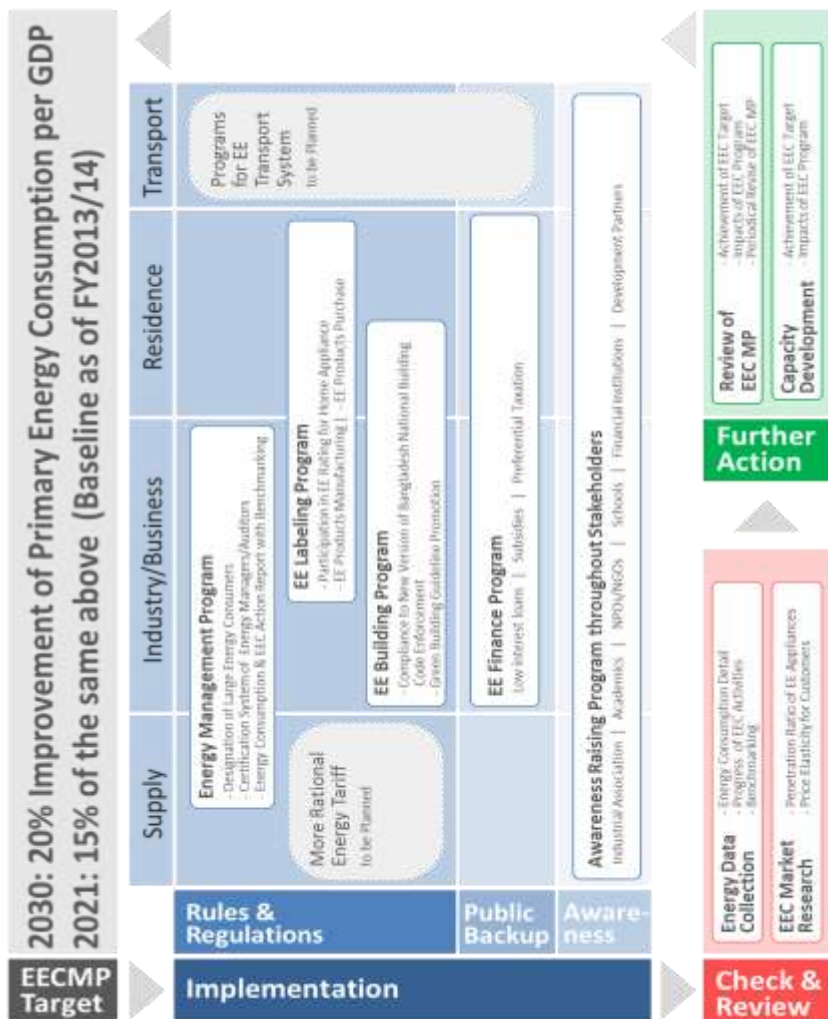 EECMP
Target
2030: 20% Improvement of Primary Energy Consumption per GDP
2021: 15% of the same above (Baseline as of FY2013/14)
Implementation
Supply
Industry/Business
Residence
Transport
Rules &
Regulations
Energy Management Program
- Designation of Large Energy Consumers
- Certification System of Energy Managers/Auditors
- Energy Consumption & EEC Action Report with Benchmarking
More Rational
Energy Tariff
to be Planned
EE Labeling Program
- Participation in EE Rating for Home Appliance
- EE Products Manufacturing | - EE Products Purchase
EE Building Program
- Compliance to New Version of Bangladesh National Building
Code Enforcement
- Green Building Guideline Promotion
Programs
for EE
Transport
System
to be Planned
Public
Backup
EE Finance Program
Low interest loans | Subsidies | Preferential Taxation
Aware-
ness
Awareness Raising Program throughout Stakeholders
Industrial Association | Academics | NPOs/NGOs | Schools | Financial Institutions | Development Partners
Check &
Review
Energy Data
Collection
- Energy Consumption Detail
- Progress of EEC Activities
- Benchmarking
EEC Market
Research
- Penetration Ratio of EE Appliances
- Price Elasticity for Customers
Further
Action
Review of
EEC MP
- Achievement of EEC Target
- Impacts of EEC Program
- Periodical Revise of EEC MP
Capacity
Development
- Achievement of EEC Target
- Impacts of EEC Program